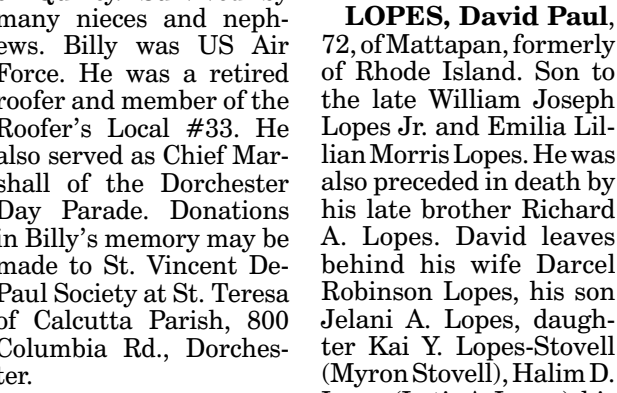 many nieces and neph-
ews. Billy was US Air
Force. He was a retired
roofer and member of the
Roofer's Local #33. He
also served as Chief Mar-
shall of the Dorchester
Day Parade. Donations
in Billy's memory may be
made to St. Vincent De-
Paul Society at St. Teresa
of Calcutta Parish, 800
Columbia Rd., Dorches-
ter.
LOPES, David Paul,
72, of Mattapan, formerly
of Rhode Island. Son to
the late William Joseph
Lopes Jr. and Emilia Lil-
lian Morris Lopes. He was
also preceded in death by
his late brother Richard
A. Lopes. David leaves
behind his wife Darcel
Robinson Lopes, his son
Jelani A. Lopes, daugh-
ter Kai Y. Lopes-Stovell
(Myron Stovell), Halim D.